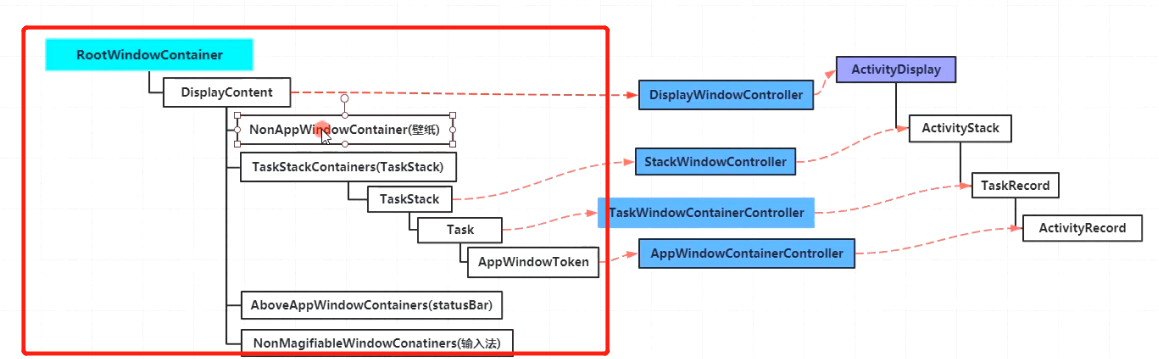 RootWindowContainer
DisplayContent
NonAppWindowContainer(壁纸)
TaskStackContainers(TaskStack)
TaskStack
Task
AppWindowToken
AboveAppWindowContainers(statusBar)
NonMagifiableWindowConatiners(输入法)
DisplayWindowController
StackWindowController
TaskWindowContainerController
AppWindowContainerController
ActivityDisplay
ActivityStack
TaskRecord
ActivityRecord